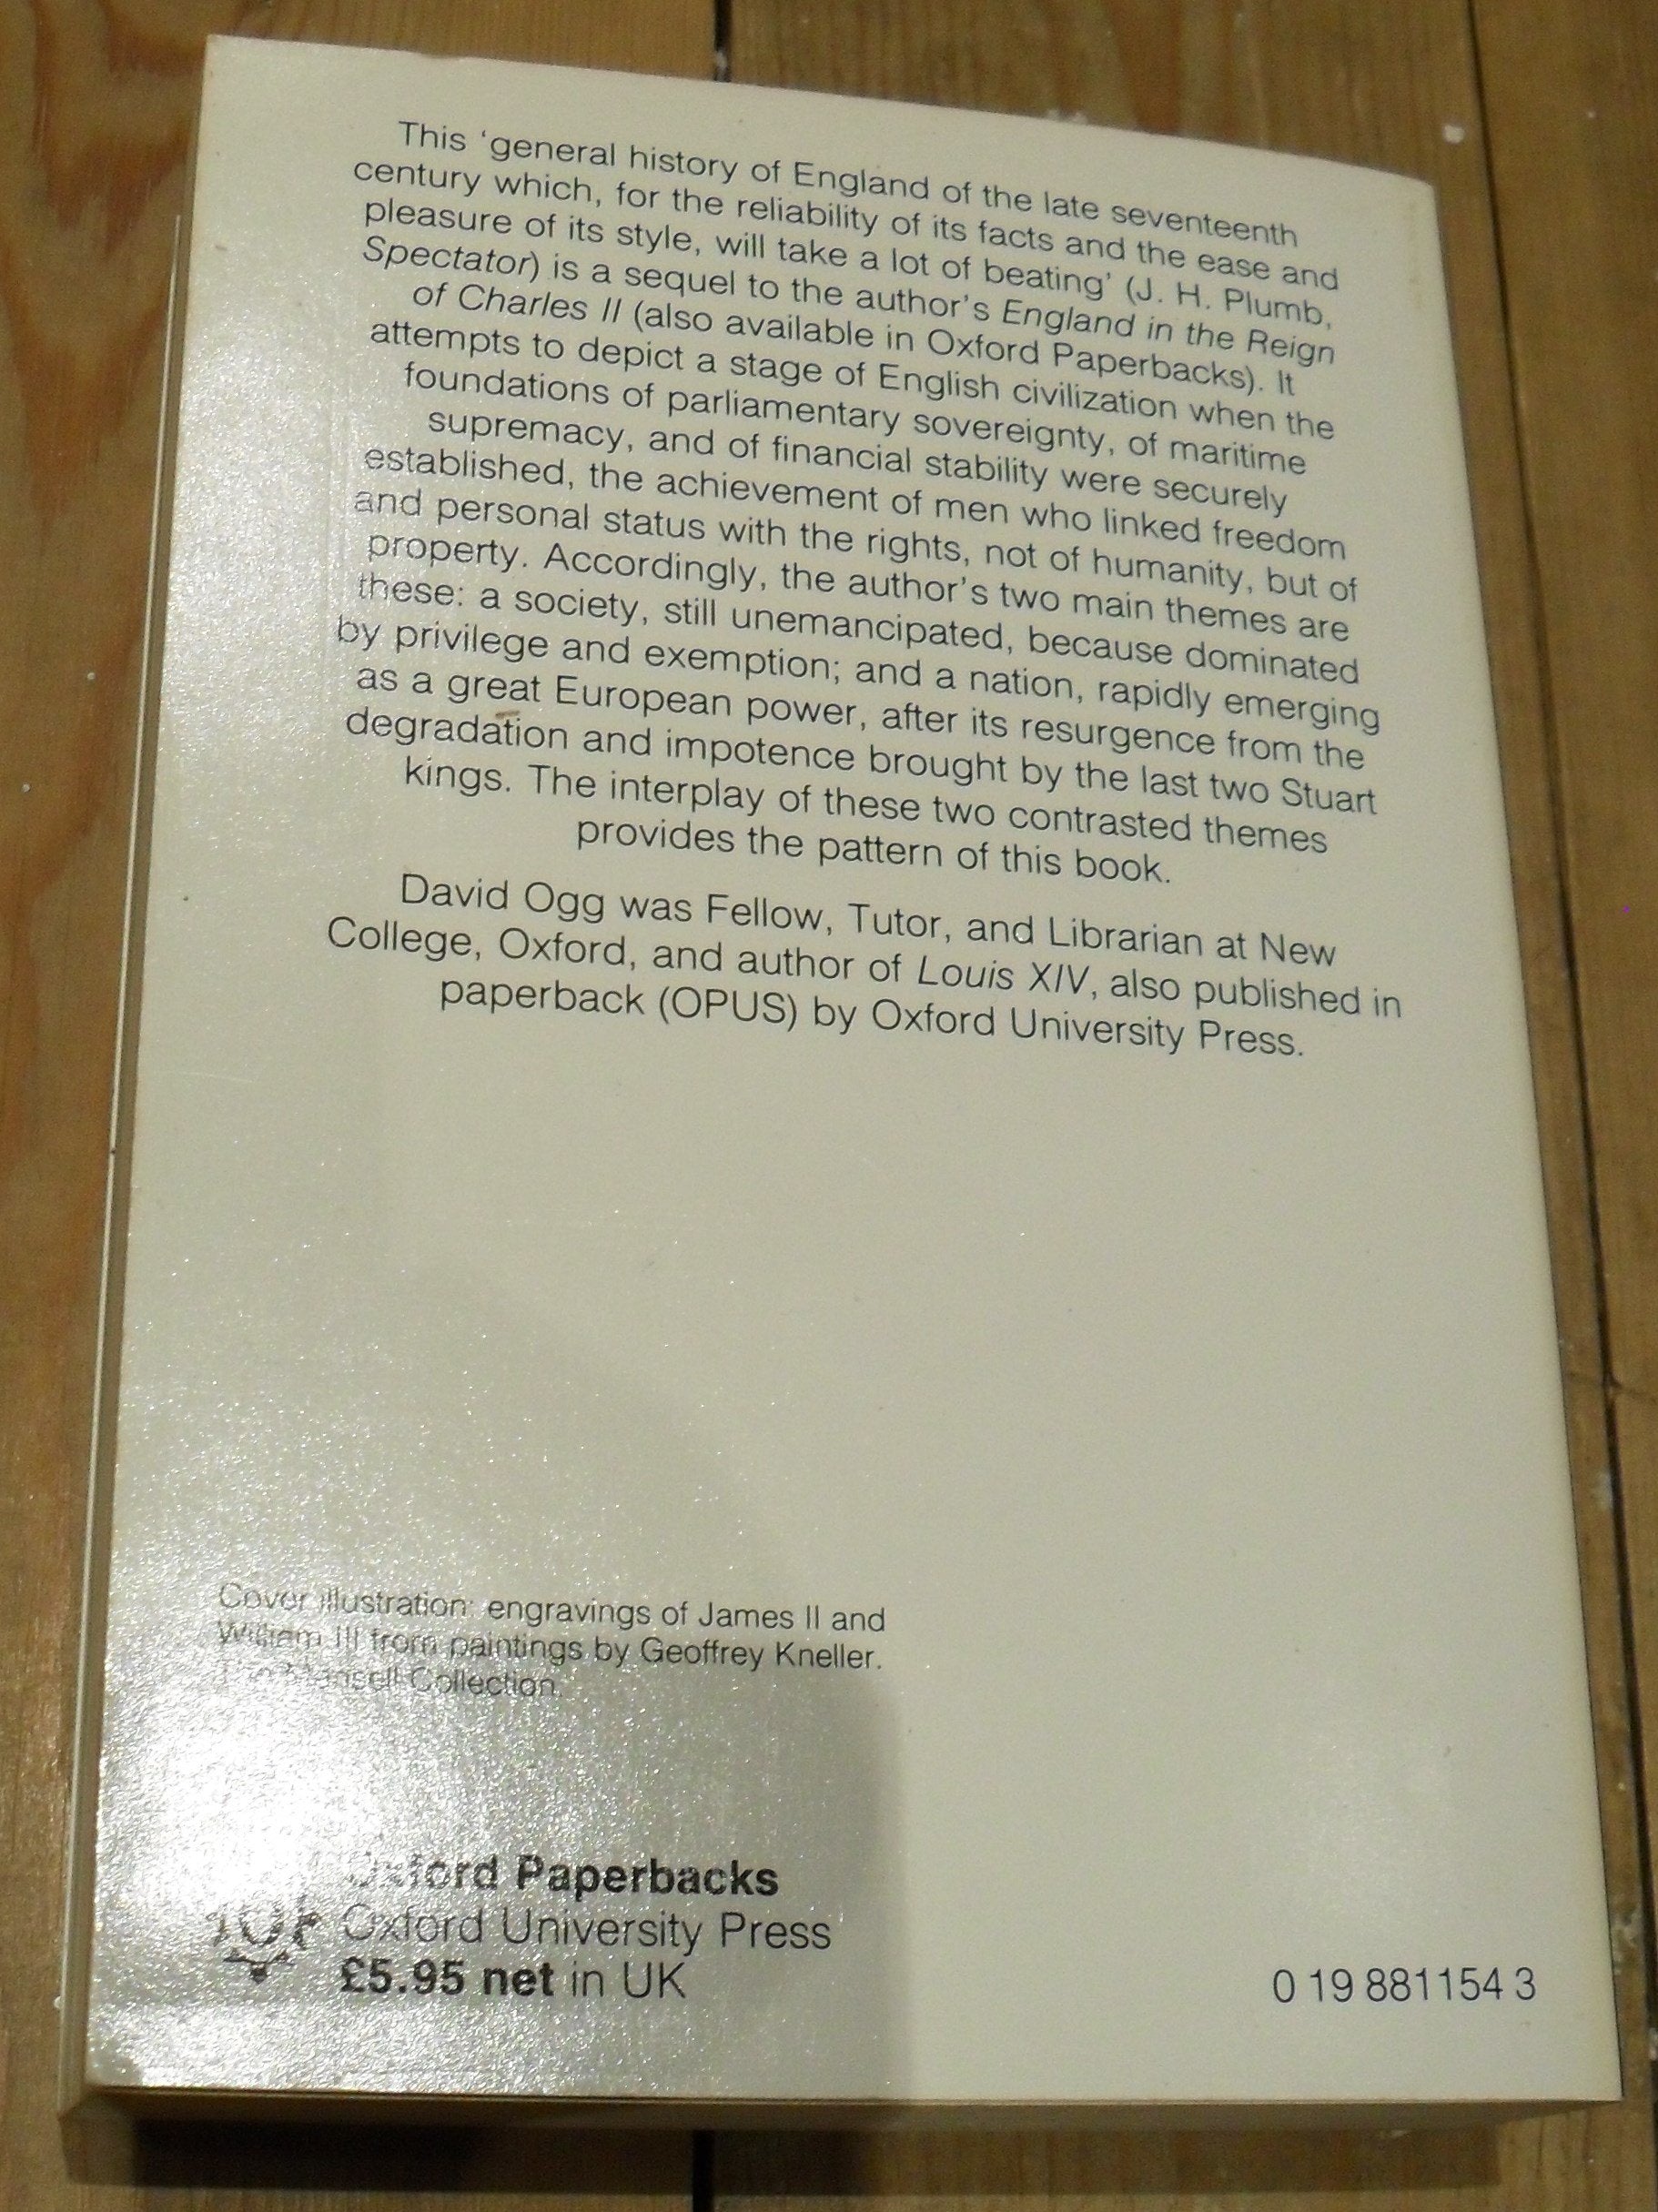 This 'general history of England of the late seventeenth
century which, for the reliability of its facts and the ease and
pleasure of its style, will take a lot of beating' (J. H. Plumb,
Spectator) is a sequel to the author's England in the Reign
of Charles II (also available in Oxford Paperbacks). It
attempts to depict a stage of English civilization when the
foundations of parliamentary sovereignty, of maritime
supremacy, and of financial stability were securely
established, the achievement of men who linked freedom
and personal status with the rights, not of humanity, but of
property. Accordingly, the author's two main themes are
these: a society, still unemancipated, because dominated
by privilege and exemption; and a nation, rapidly emerging
as a great European power, after its resurgence from the
degradation and impotence brought by the last two Stuart
kings. The interplay of these two contrasted themes
provides the pattern of this book.
David Ogg was Fellow, Tutor, and Librarian at New
College, Oxford, and author of Louis XIV, also published in
paperback (OPUS) by Oxford University Press.
Cover illustration: engravings of James II and
William III from paintings by Geoffrey Kneller.
The Mansell Collection.
Oxford Paperbacks
Oxford University Press
£5.95 net in UK
0 19 881154 3